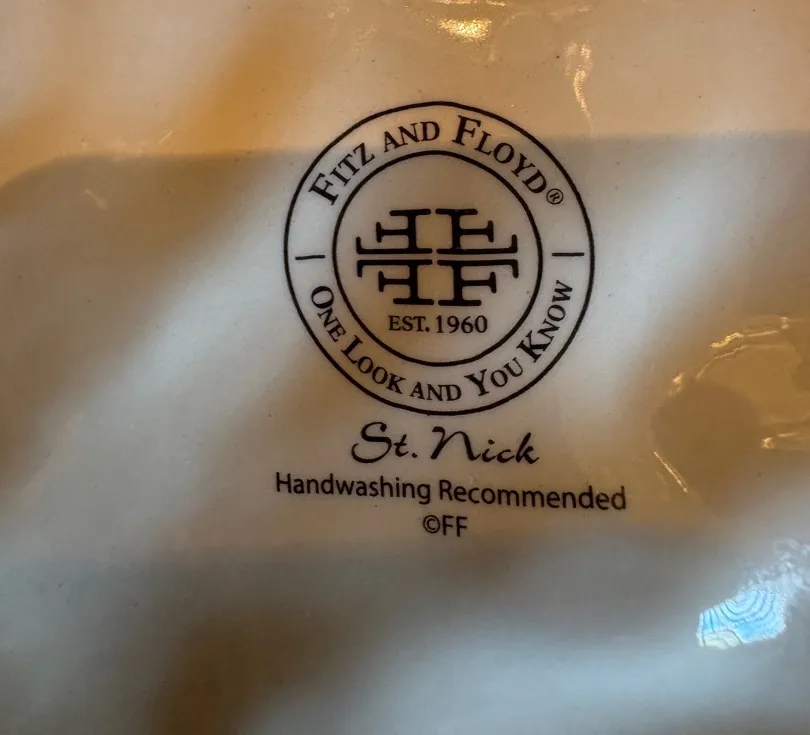 FITZ AND FLOYD®
EST. 1960
ONE LOOK AND YOU KNOW
St. Nick
Handwashing Recommended
©FF